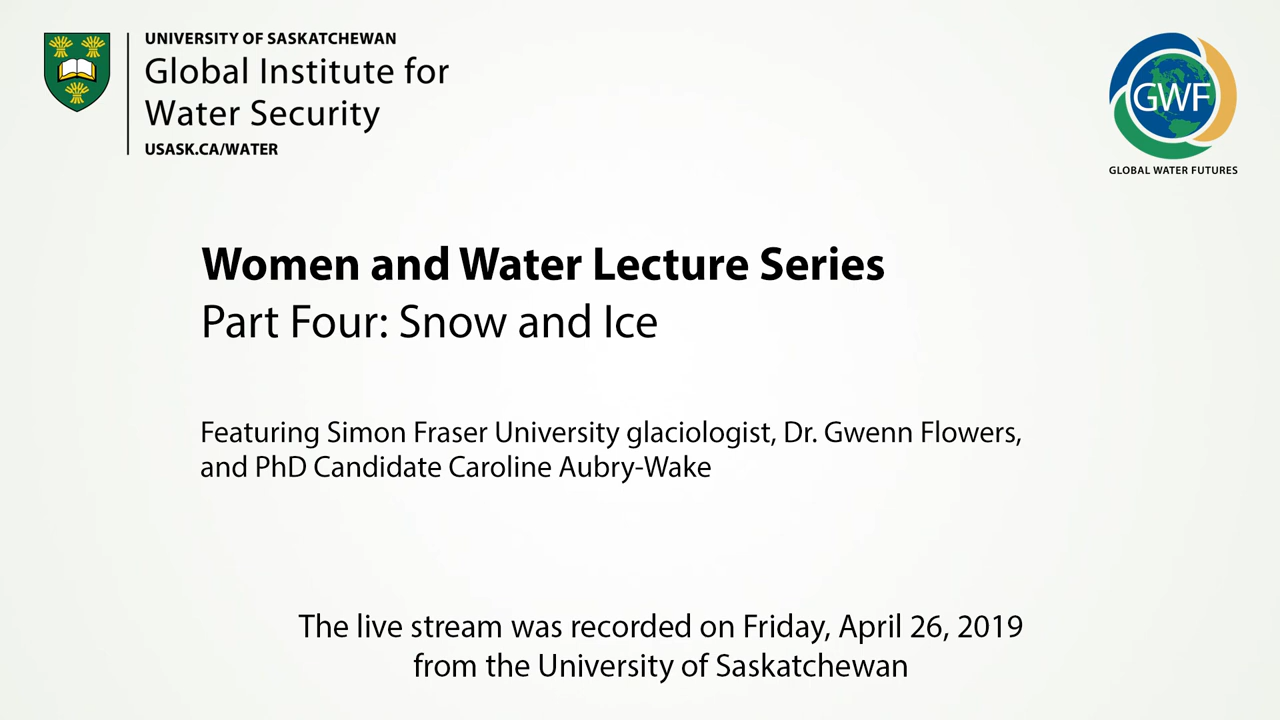 UNIVERSITY OF SASKATCHEWAN
Global Institute for
Water Security
USASK.CA/WATER
GWF
GLOBAL WATER FUTURES
Women and Water Lecture Series
Part Four: Snow and Ice
Featuring Simon Fraser University glaciologist, Dr. Gwenn Flowers,
and PhD Candidate Caroline Aubry-Wake
The live stream was recorded on Friday, April 26, 2019
from the University of Saskatchewan